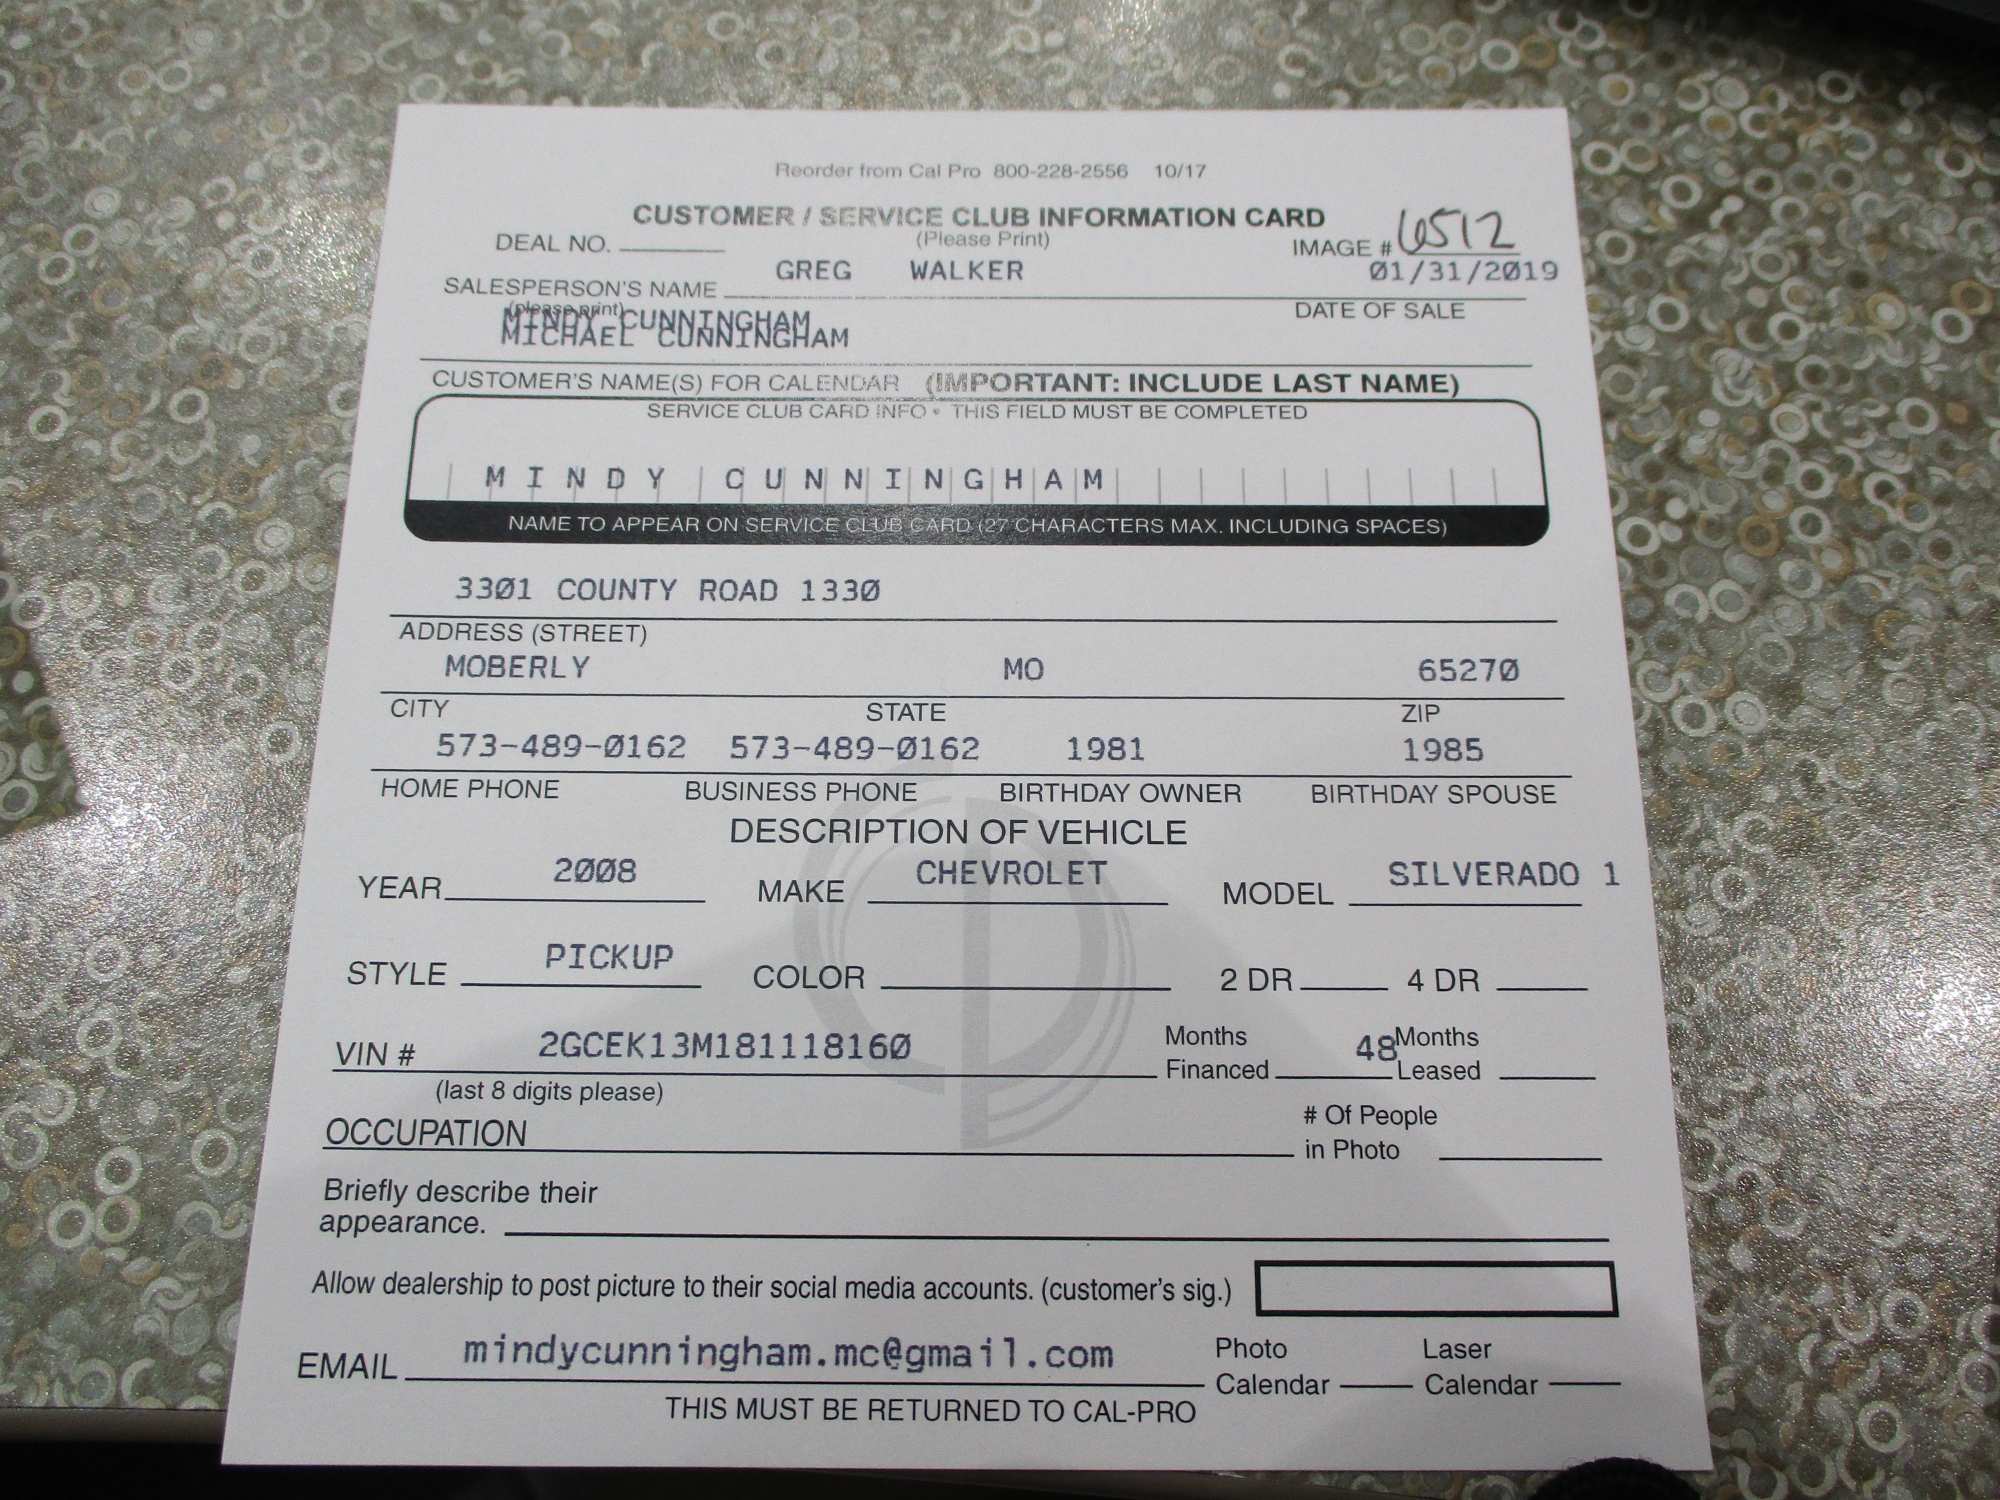 Reorder from Cal Pro 800-228-2556 10/17
CUSTOMER / SERVICE CLUB INFORMATION CARD
(Please Print)
DEAL NO.
IMAGE # 6512
GREG WALKER
01/31/2019
SALESPERSON'S NAME
(please print)
DATE OF SALE
MINDY CUNNINGHAM
MICHAEL CUNNINGHAM
CUSTOMER'S NAME(S) FOR CALENDAR (IMPORTANT: INCLUDE LAST NAME)
SERVICE CLUB CARD INFO • THIS FIELD MUST BE COMPLETED
MINDY CUNNINGHAM
NAME TO APPEAR ON SERVICE CLUB CARD (27 CHARACTERS MAX. INCLUDING SPACES)
3301 COUNTY ROAD 1330
ADDRESS (STREET)
MOBERLY MO 65270
CITY STATE ZIP
573-489-0162 573-489-0162 1981 1985
HOME PHONE BUSINESS PHONE BIRTHDAY OWNER BIRTHDAY SPOUSE
DESCRIPTION OF VEHICLE
YEAR 2008 MAKE CHEVROLET MODEL SILVERADO 1
STYLE PICKUP COLOR 2 DR 4 DR
VIN # 2GCEK13M181118160
(last 8 digits please)
Months
Financed 48
Months
Leased
OCCUPATION
# Of People
in Photo
Briefly describe their
appearance.
Allow dealership to post picture to their social media accounts. (customer's sig.)
EMAIL mindycunningham.mc@gmail.com
Photo
Calendar
Laser
Calendar
THIS MUST BE RETURNED TO CAL-PRO